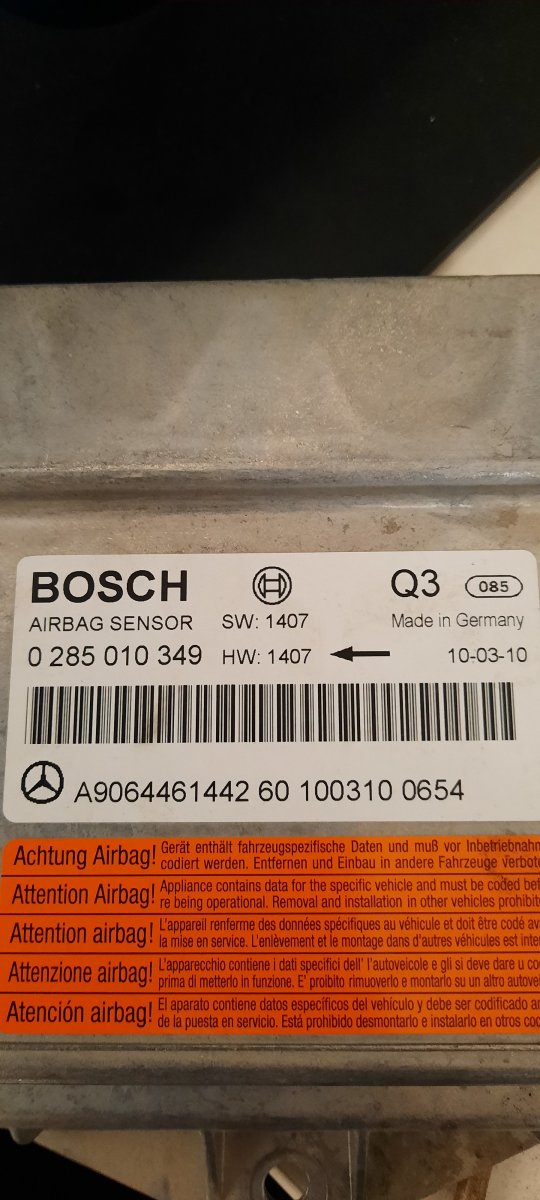 BOSCH Q3 085
AIRBAG SENSOR SW: 1407 Made in Germany
0 285 010 349 HW: 1407 10-03-10
A9064461442 60 100310 0654
Achtung Airbag! Gerät enthält fahrzeugspezifische Daten und muß vor
codiert werden. Entfernen und Einbau in andere Fahrzeuge
Attention Airbag! Appliance contains data for the specific vehicle and must be coded
re being operational. Removal and installation in other vehicles
Attention airbag! L'appareil renferme des données spécifiques au véhicule et doit être codé
la mise en service. L'enlèvement et le montage dans d'autres véhicules est
Attenzione airbag! L'apparecchio contiene i dati specifici dell' l'autoveicole e gli si deve dare u
prima di metterlo in funzione. E' proibito rimuoverlo e montarlo su un altro
Atención airbag! El aparato contiene datos específicos del vehículo y debe ser codificado
de la puesta en servicio. Está prohibido desmontarlo e instalarlo en otros